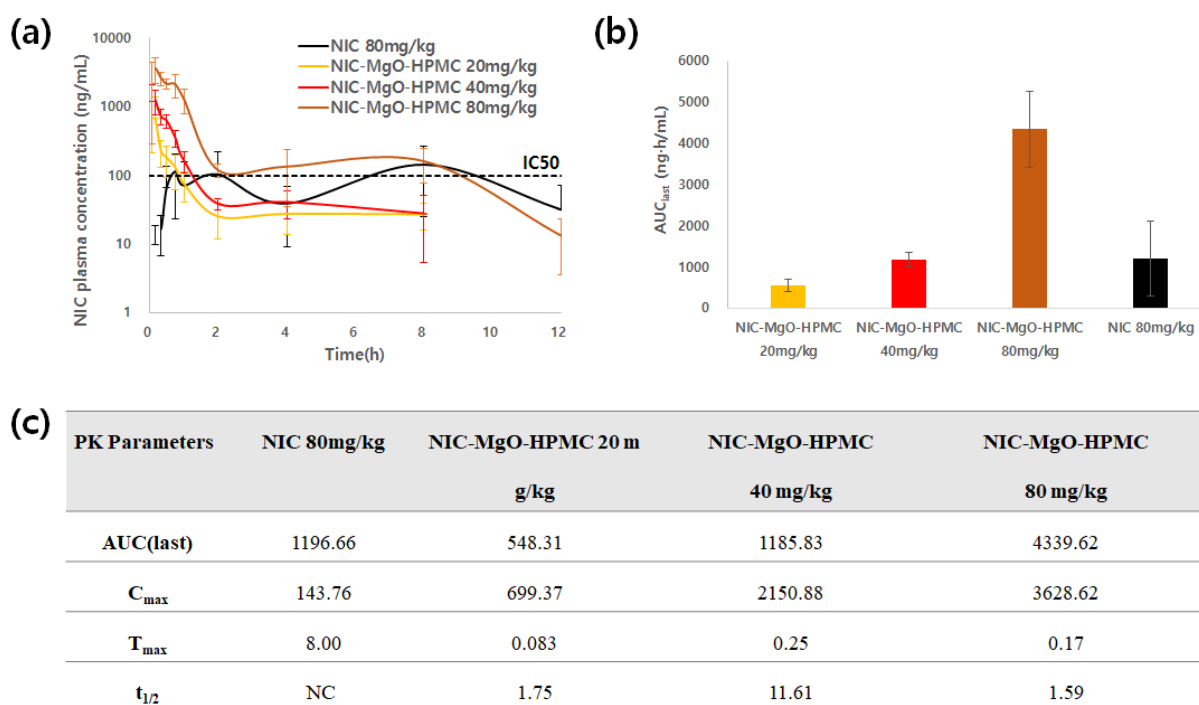 (a)
10000
1000
100
10
1
NIC plasma concentration (ng/mL)
NIC 80mg/kg
NIC-MgO-HPMC 20mg/kg
NIC-MgO-HPMC 40mg/kg
NIC-MgO-HPMC 80mg/kg
IC50
0 2 4 6 8 10 12
Time(h)
(b)
6000
5000
4000
3000
2000
1000
0
AUClast (ng·h/mL)
NIC-MgO-HPMC NIC-MgO-HPMC NIC-MgO-HPMC NIC 80mg/kg
20mg/kg 40mg/kg 80mg/kg
(c)
PK Parameters NIC 80mg/kg NIC-MgO-HPMC 20 m NIC-MgO-HPMC NIC-MgO-HPMC
g/kg 40 mg/kg 80 mg/kg
AUC(last) 1196.66 548.31 1185.83 4339.62
Cmax 143.76 699.37 2150.88 3628.62
Tmax 8.00 0.083 0.25 0.17
t1/2 NC 1.75 11.61 1.59